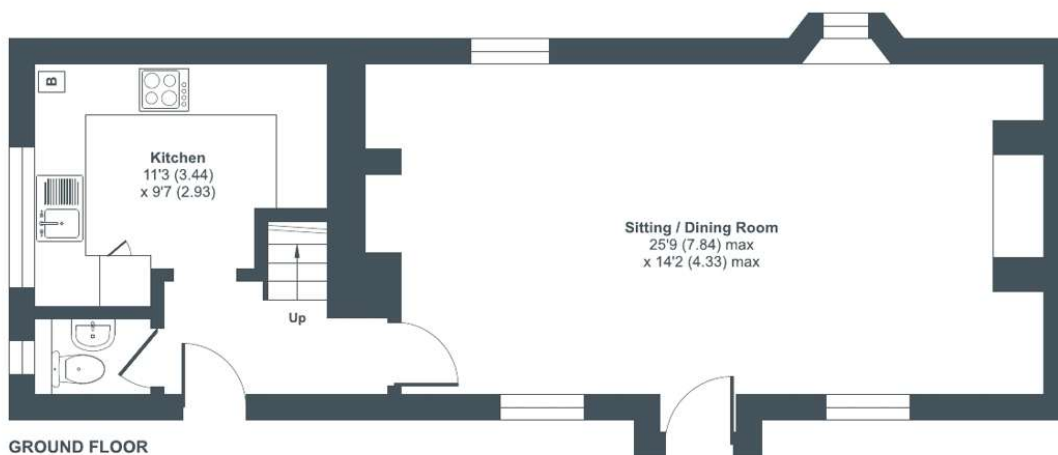 B
Kitchen
11'3 (3.44)
x 9'7 (2.93)
Sitting / Dining Room
25'9 (7.84) max
x 14'2 (4.33) max
Up
GROUND FLOOR